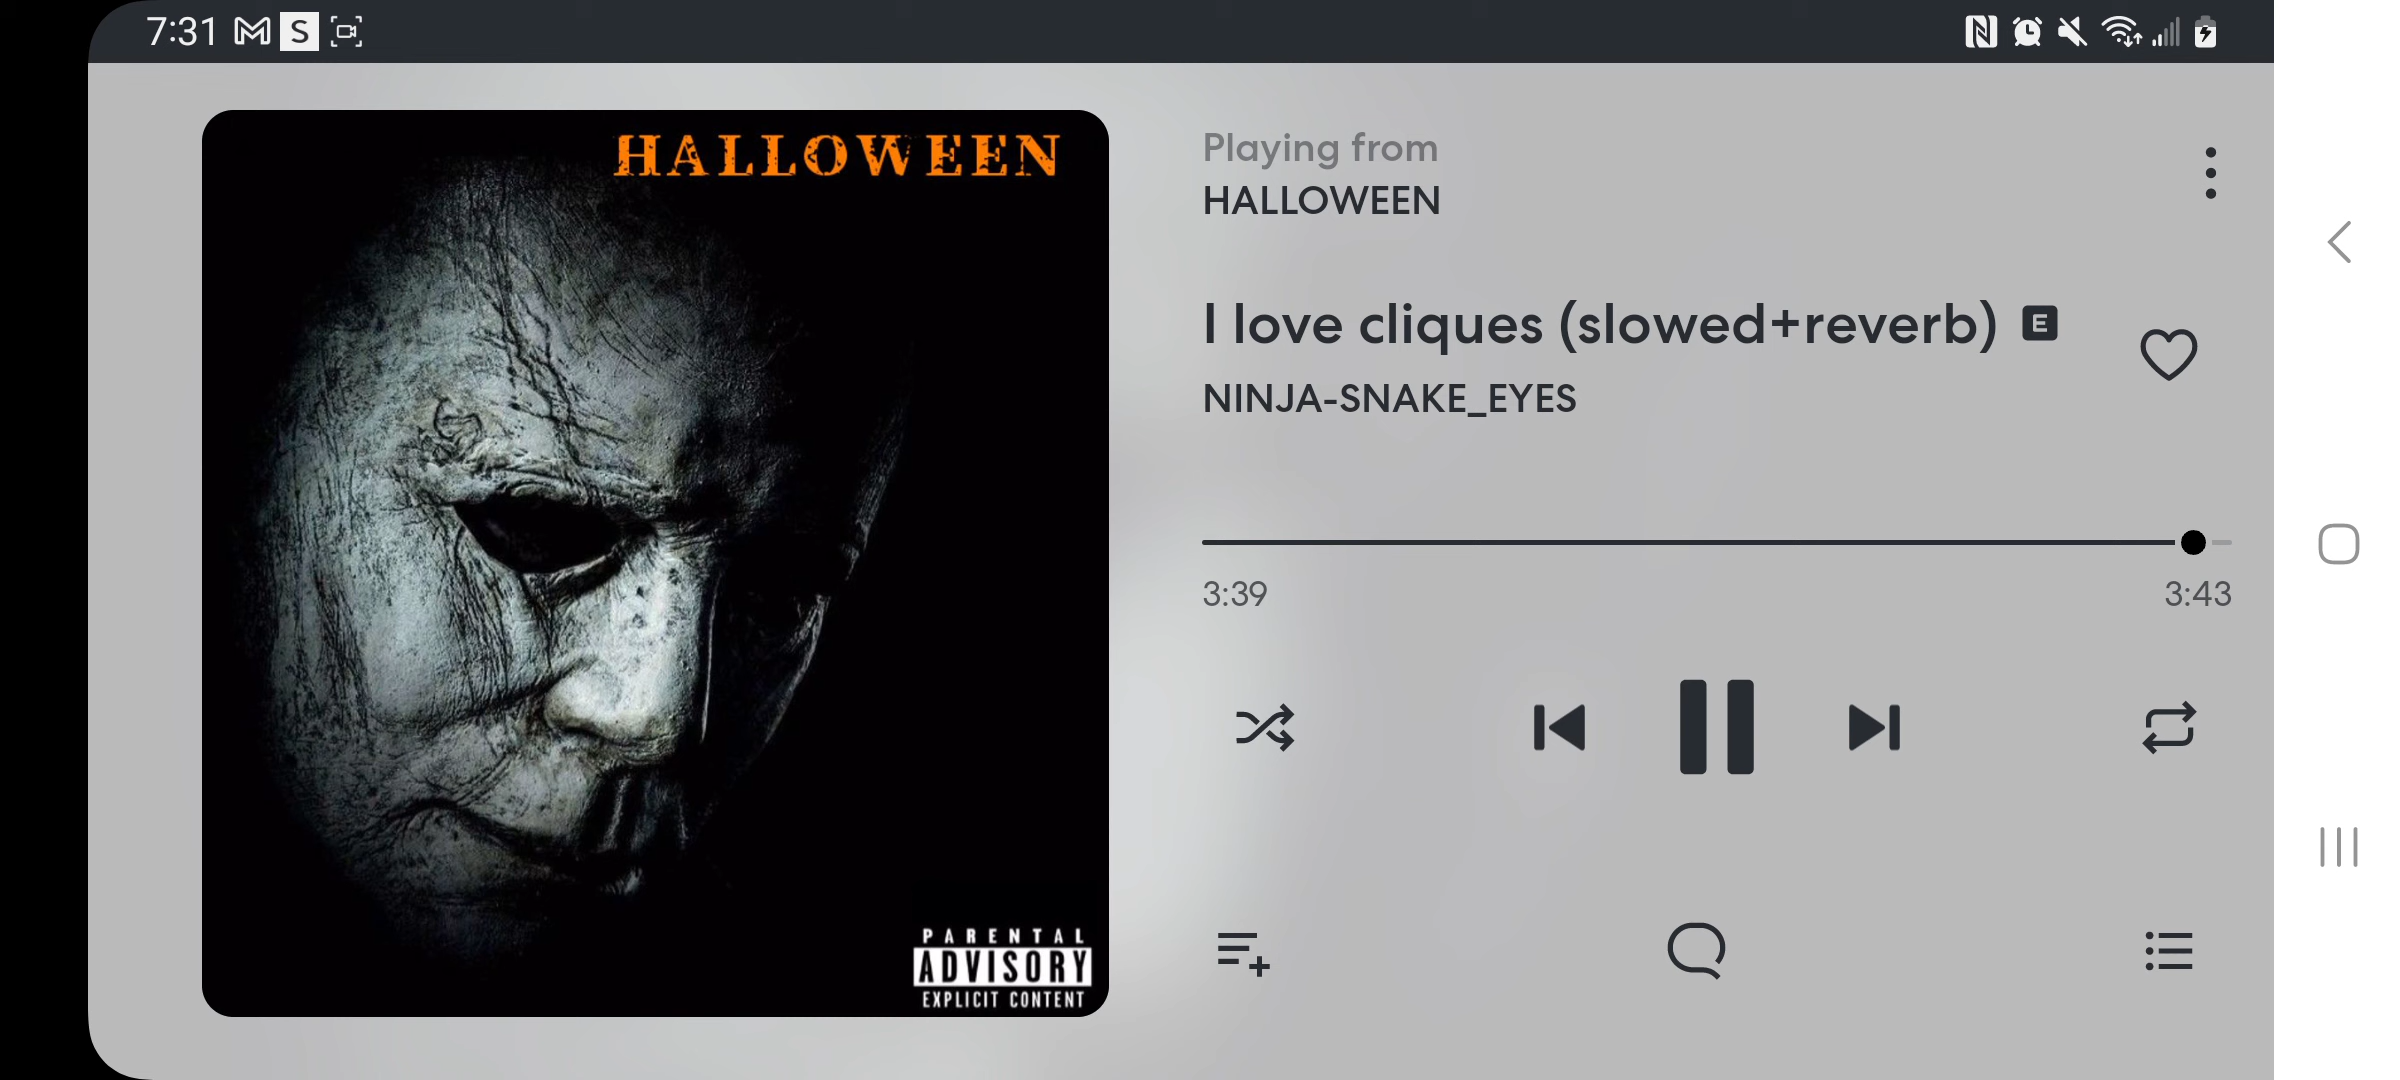 7:31
S
HALLOWEEN
PARENTAL
ADVISORY
EXPLICIT CONTENT
Playing from
HALLOWEEN
I love cliques (slowed+reverb) E
NINJA-SNAKE_EYES
3:39
3:43